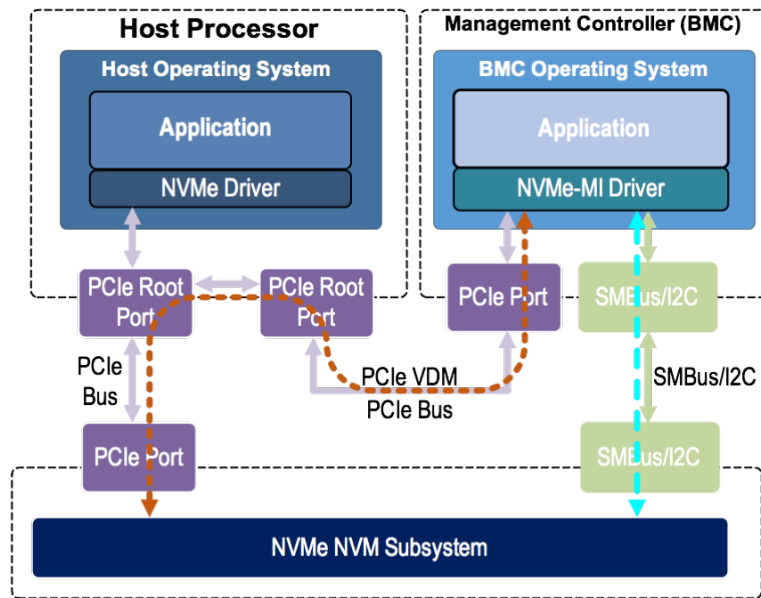 Host Processor
Host Operating System
Application
NVMe Driver
PCIe Root
Port
PCIe Root
Port
PCIe
Bus
PCIe Port
Management Controller (BMC)
BMC Operating System
Application
NVMe-MI Driver
PCIe Port
SMBus/I2C
PCIe VDM
PCIe Bus
SMBus/I2C
SMBus/I2C
NVMe NVM Subsystem